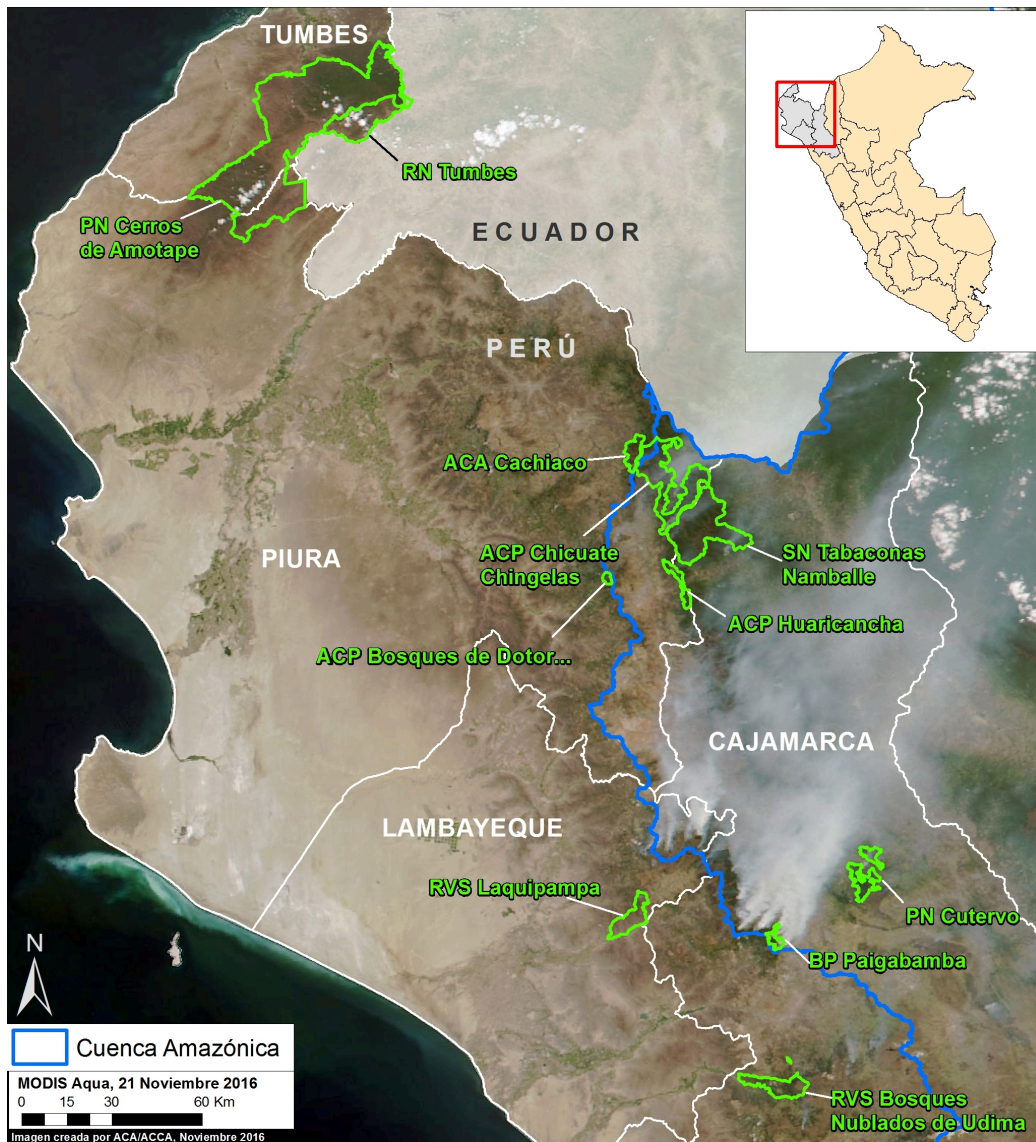 TUMBES
RN Tumbes
PN Cerros
de Amotape
ECUADOR
PERÚ
ACA Cachiaco
ACP Chicuate
Chingelas
SN Tabaconas
Namballe
PIURA
ACP Huaricancha
ACP Bosques de Dotor...
CAJAMARCA
LAMBAYEQUE
RVS Laquipampa
PN Cutervo
BP Paigabamba
RVS Bosques
Nublados de Udima
N
Cuenca Amazónica
MODIS Aqua, 21 Noviembre 2016
0 15 30 60 Km
Imagen creada por ACA/ACCA, Noviembre 2016